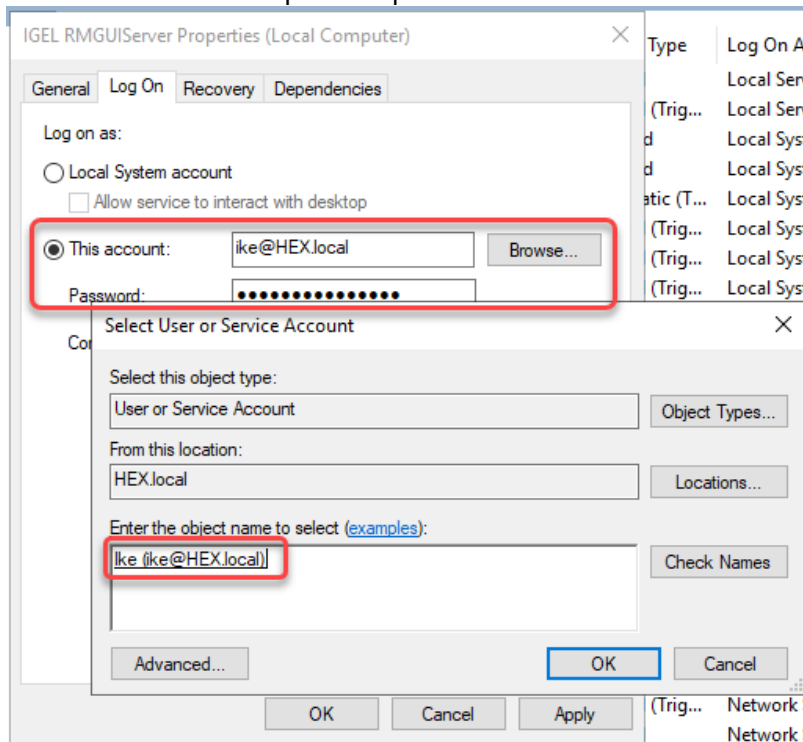 IGEL RMGUIServer Properties (Local Computer)
Type Log On A
General Log On Recovery Dependencies
Local Ser
(Trig... Local Ser
Log on as:
d Local Sys
Local System account
d Local Sys
Allow service to interact with desktop
atic (T... Local Sys
(Trig... Local Sys
This account: ike@HEX.local Browse...
(Trig... Local Sys
Password: ●●●●●●●●●●●●●●●
(Trig... Local Sys
Select User or Service Account
Select this object type:
User or Service Account Object Types...
From this location:
HEX.local Locations...
Enter the object name to select (examples):
Ike (ike@HEX.local) Check Names
Advanced... OK Cancel
OK Cancel Apply
(Trig... Network
Network